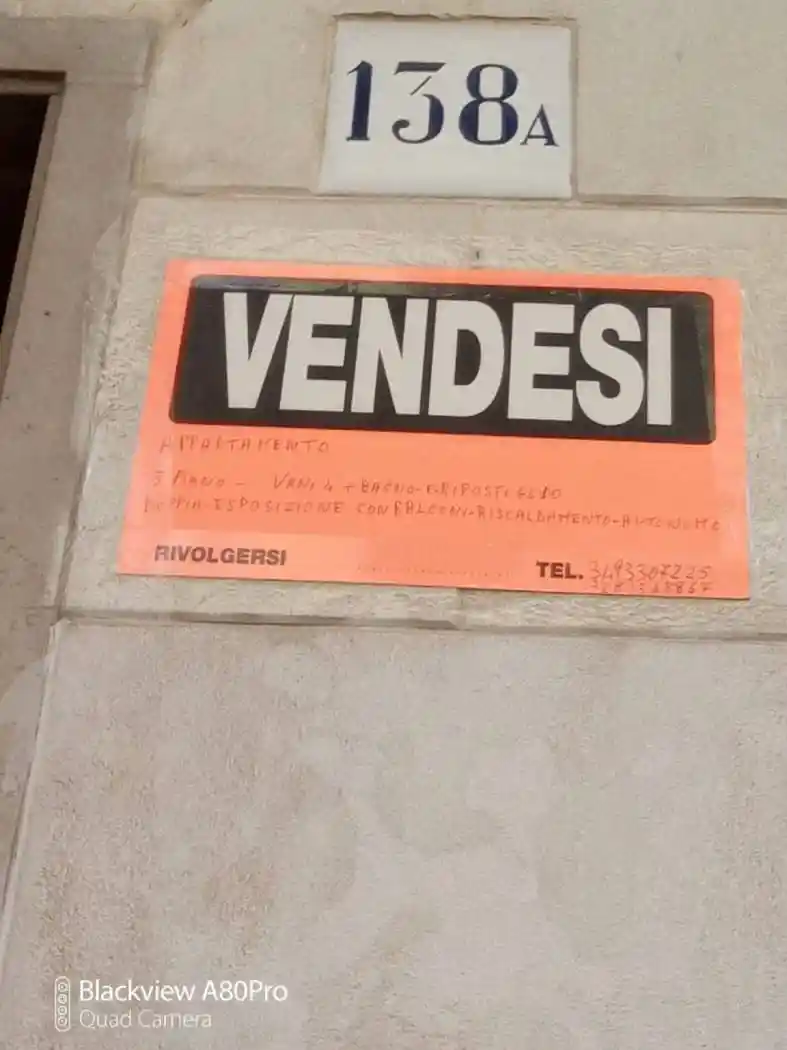 138A
VENDESI
APPARTAMENTO
3 PIANO - VANI 4 + BAGNO - E RIPOSTIGLIO
DOPPIA - ESPOSIZIONE CON BALCONI - RISCALDAMENTO - AUTONOMO
RIVOLGERSI
TEL. 3493307225
Blackview A80Pro
Quad Camera